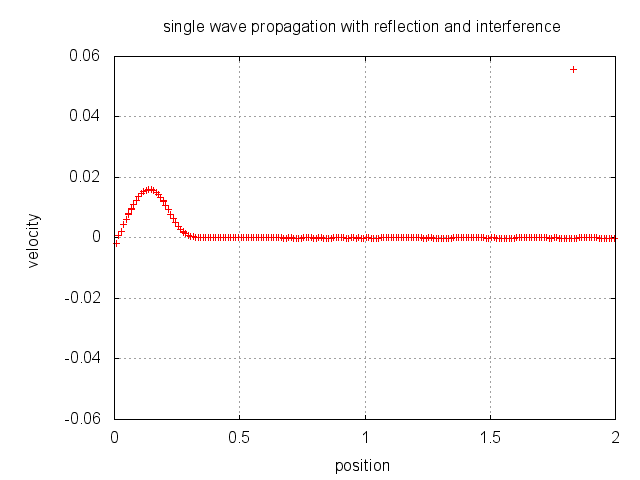 single wave propagation with reflection and interference
0.06
0.04
0.02
0
-0.02
-0.04
-0.06
velocity
0 0.5 1 1.5 2
position